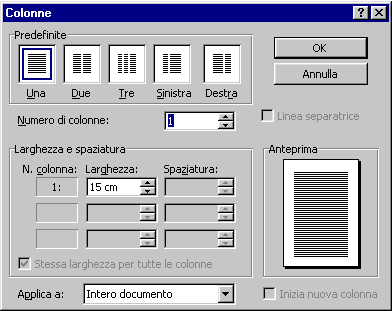 Colonne
Predefinite
Una Due Tre Sinistra Destra
OK
Annulla
Numero di colonne: 1
Linea separatrice
Larghezza e spaziatura
N. colonna: Larghezza: Spaziatura:
1: 15 cm
Stessa larghezza per tutte le colonne
Anteprima
Applica a: Intero documento
Inizia nuova colonna